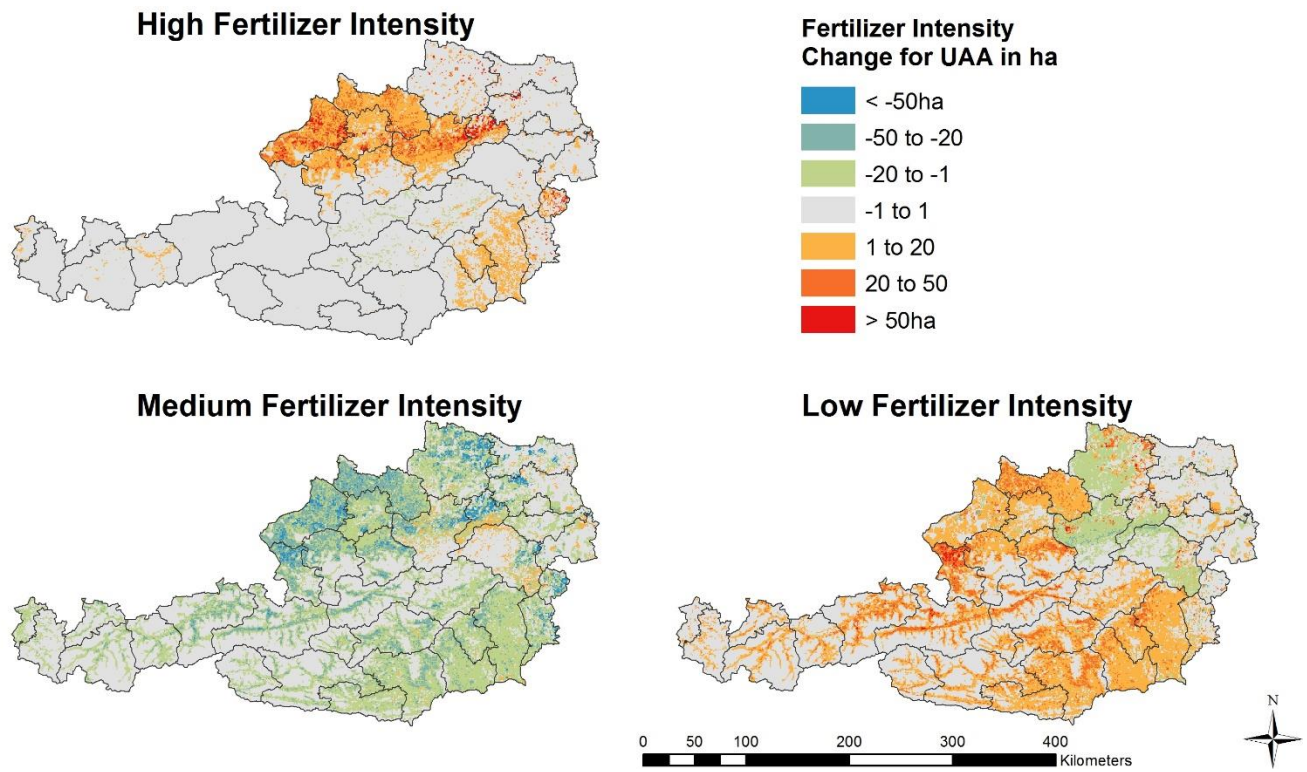 High Fertilizer Intensity
Fertilizer Intensity
Change for UAA in ha
< -50ha
-50 to -20
-20 to -1
-1 to 1
1 to 20
20 to 50
> 50ha
Medium Fertilizer Intensity
Low Fertilizer Intensity
N
0 50 100 200 300 400
Kilometers